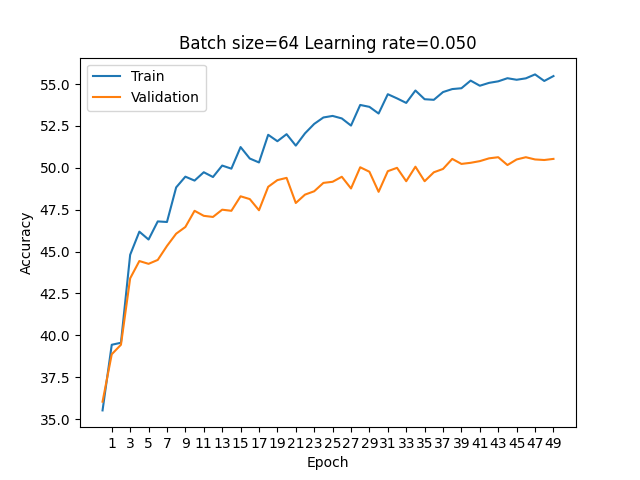 Batch size=64 Learning rate=0.050
Train
Validation
55.0
52.5
50.0
47.5
45.0
42.5
40.0
37.5
35.0
Accuracy
1 3 5 7 9 11 13 15 17 19 21 23 25 27 29 31 33 35 37 39 41 43 45 47 49
Epoch